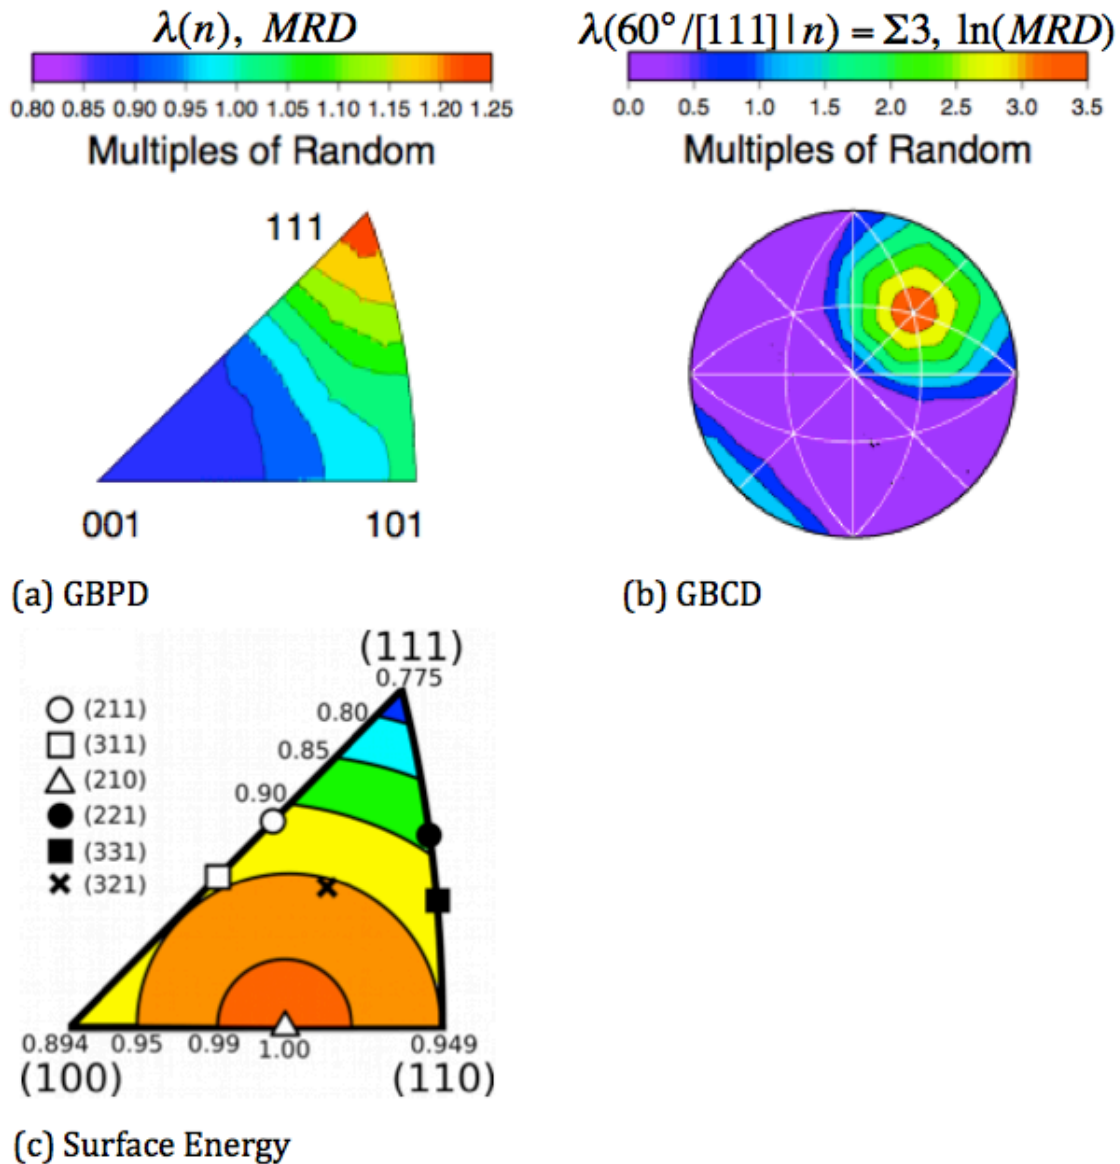 λ(n), MRD
0.80 0.85 0.90 0.95 1.00 1.05 1.10 1.15 1.20 1.25
Multiples of Random
111
001 101
(a) GBPD
λ(60°/[111]|n) = Σ3, ln(MRD)
0.0 0.5 1.0 1.5 2.0 2.5 3.0 3.5
Multiples of Random
(b) GBCD
(111)
0.775
(211)
(311)
(210)
(221)
(331)
(321)
0.80
0.85
0.90
0.894 0.95 0.99 1.00 0.949
(100) (110)
(c) Surface Energy